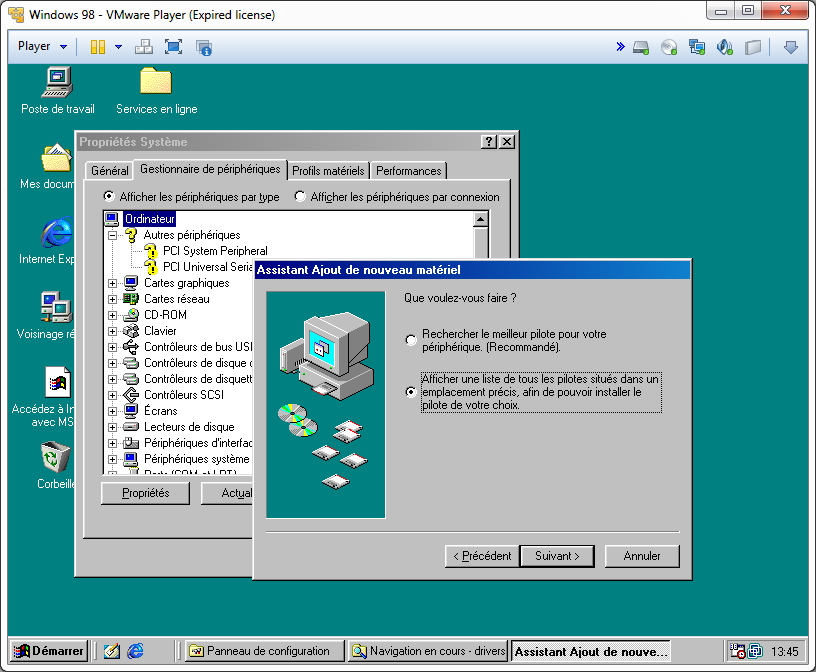 Windows 98 - VMware Player (Expired license)
Player
Poste de travail
Services en ligne
Mes docum
Internet Exp
Voisinage ré
Accédez à In
avec MS
Corbeille
Propriétés Système
Général
Gestionnaire de périphériques
Profils matériels
Performances
Afficher les périphériques par type
Afficher les périphériques par connexion
Ordinateur
Autres périphériques
PCI System Peripheral
PCI Universal Seria
Cartes graphiques
Cartes réseau
CD-ROM
Clavier
Contrôleurs de bus USB
Contrôleurs de disque d
Contrôleurs de disquett
Contrôleurs SCSI
Écrans
Lecteurs de disque
Périphériques d'interfac
Périphériques système
Ports (COM et LPT)
Propriétés
Actual
Assistant Ajout de nouveau matériel
Que voulez-vous faire ?
Rechercher le meilleur pilote pour votre
périphérique. (Recommandé).
Afficher une liste de tous les pilotes situés dans un
emplacement précis, afin de pouvoir installer le
pilote de votre choix.
< Précédent
Suivant >
Annuler
Démarrer
Panneau de configuration
Navigation en cours - drivers
Assistant Ajout de nouve...
13:45